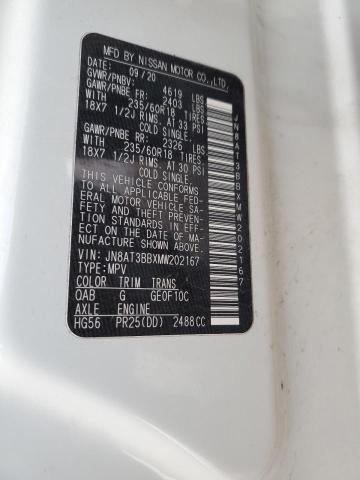 MFD BY NISSAN MOTOR CO.,LTD.
DATE: 09/20
GVWR/PNBV: 4619 LBS
GAWR/PNBE FR: 2403 LBS
WITH 235/60R18 TIRES
18X7 1/2J RIMS. AT 33 PSI
COLD SINGLE.
GAWR/PNBE RR: 2326 LBS
WITH 235/60R18 TIRES
18X7 1/2J RIMS. AT 30 PSI
COLD SINGLE.
THIS VEHICLE CONFORMS
TO ALL APPLICABLE FED-
ERAL MOTOR VEHICLE SA-
FETY AND THEFT PREVEN-
TION STANDARDS IN EFF-
ECT ON THE DATE OF MA-
NUFACTURE SHOWN ABOVE.
VIN: JN8AT3BBXMW202167
TYPE: MPV
COLOR TRIM TRANS
QAB G GE0F10C
AXLE ENGINE
HG56 PR25(DD) 2488CC
JN8AT3BBXMW202167